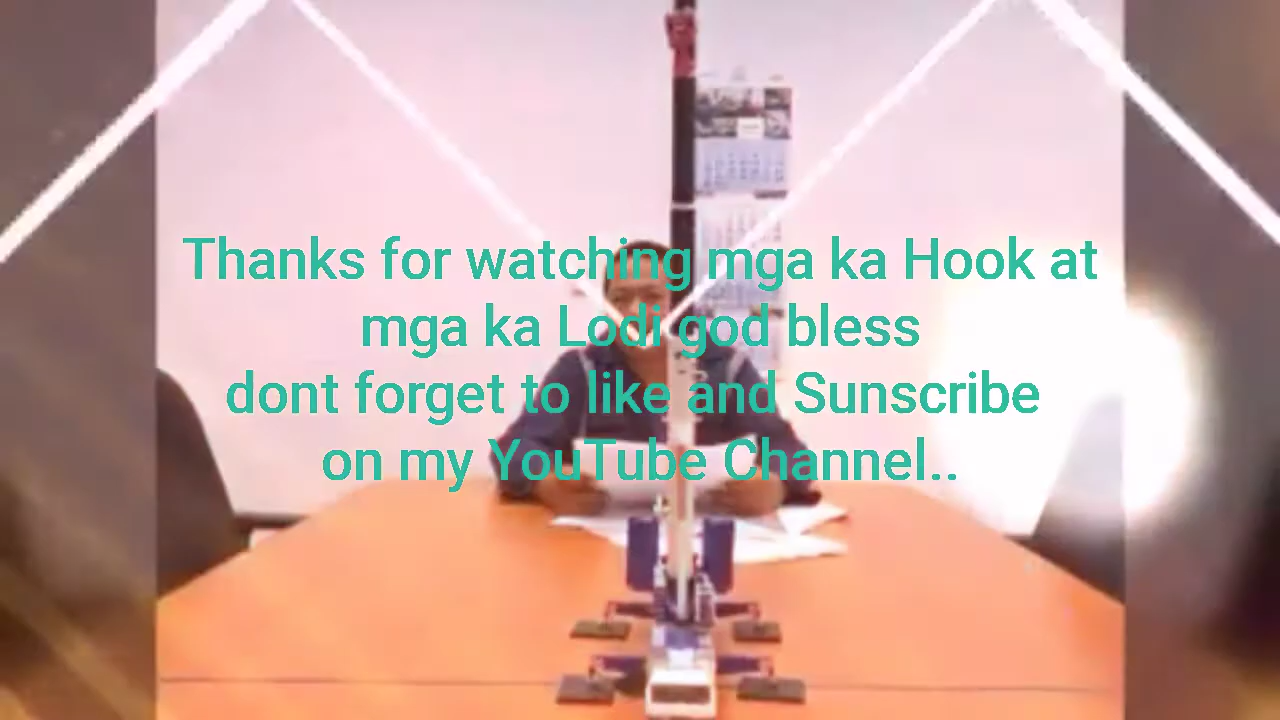 Thanks for watching mga ka Hook at
mga ka Lodi god bless
dont forget to like and Sunscribe
on my YouTube Channel..